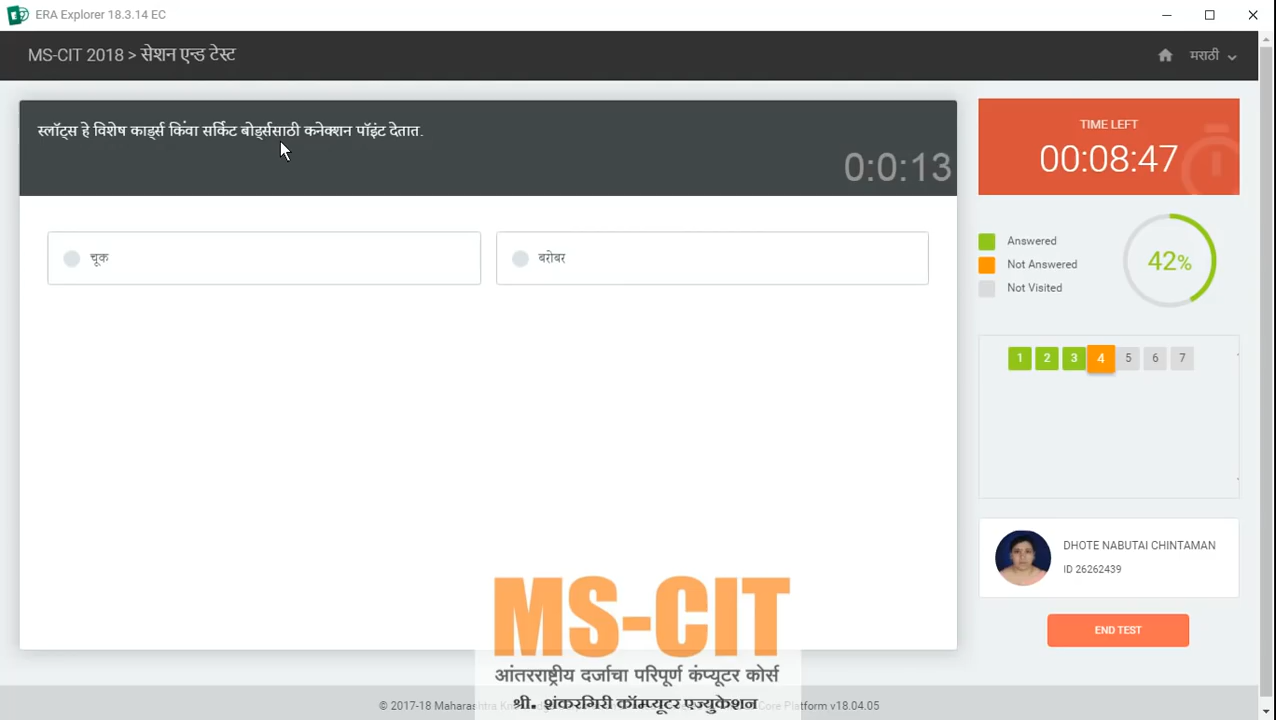 ERA Explorer 18.3.14 EC
MS-CIT 2018 > सेशन एन्ड टेस्ट
मराठी
स्लॉट्स हे विशेष कार्ड्स किंवा सर्किट बोर्ड्ससाठी कनेक्शन पॉइंट देतात.
0:0:13
चूक
बरोबर
TIME LEFT
00:08:47
Answered
Not Answered
Not Visited
42%
1 2 3 4 5 6 7
DHOTE NABUTAI CHINTAMAN
ID 26262439
END TEST
MS-CIT
आंतरराष्ट्रीय दर्जाचा परिपूर्ण कंप्यूटर कोर्स
श्री. शंकरगिरी कॉम्प्यूटर एज्युकेशन
© 2017-18 Maharashtra Core Platform v18.04.05